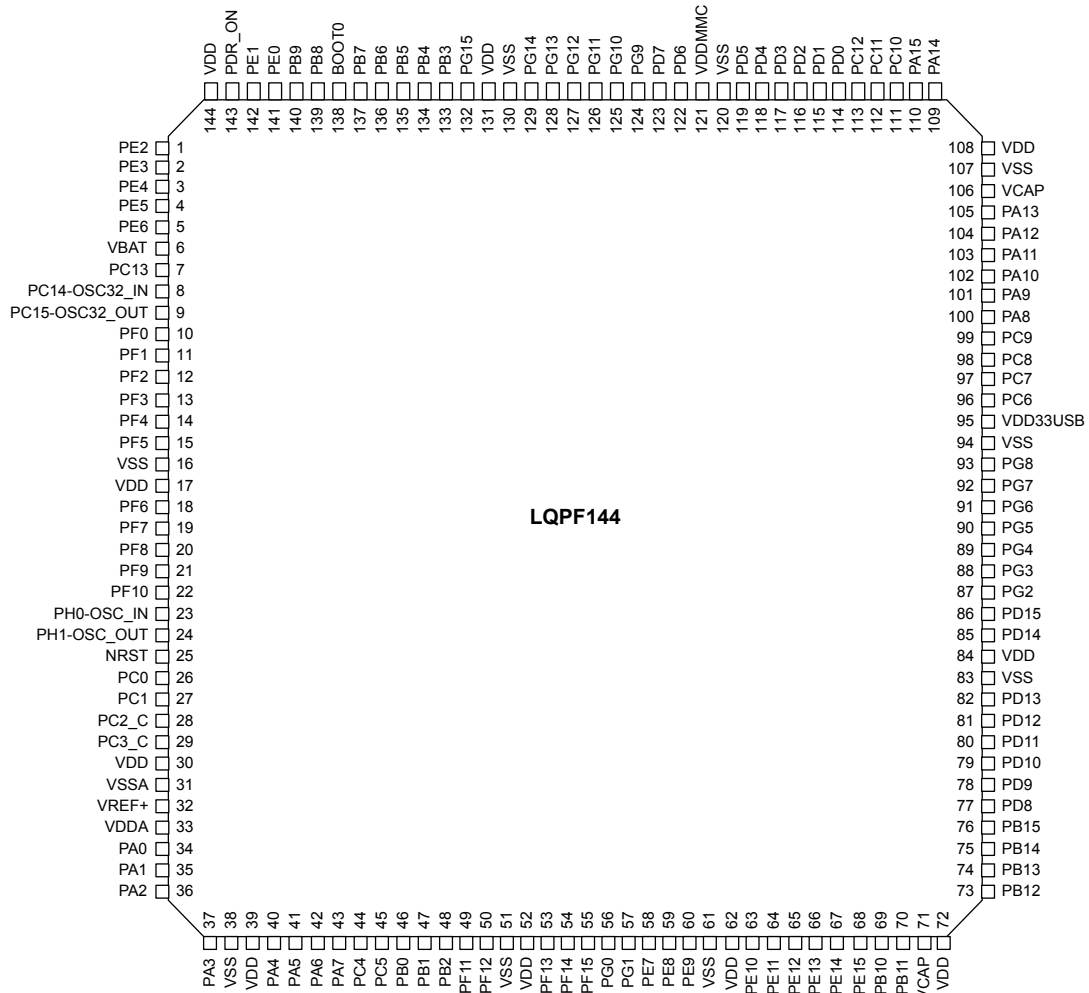 VDD
PDR_ON
PE1
PE0
PB9
PB8
BOOT0
PB7
PB6
PB5
PB4
PB3
PG15
VDD
VSS
PG14
PG13
PG12
PG11
PG10
PG9
PD7
PD6
VDDMMC
VSS
PD5
PD4
PD3
PD2
PD1
PD0
PC12
PC11
PC10
PA15
PA14
144
143
142
141
140
139
138
137
136
135
134
133
132
131
130
129
128
127
126
125
124
123
122
121
120
119
118
117
116
115
114
113
112
111
110
109
PE2 1
PE3 2
PE4 3
PE5 4
PE6 5
VBAT 6
PC13 7
PC14-OSC32_IN 8
PC15-OSC32_OUT 9
PF0 10
PF1 11
PF2 12
PF3 13
PF4 14
PF5 15
VSS 16
VDD 17
PF6 18
PF7 19
PF8 20
PF9 21
PF10 22
PH0-OSC_IN 23
PH1-OSC_OUT 24
NRST 25
PC0 26
PC1 27
PC2_C 28
PC3_C 29
VDD 30
VSSA 31
VREF+ 32
VDDA 33
PA0 34
PA1 35
PA2 36
LQPF144
108 VDD
107 VSS
106 VCAP
105 PA13
104 PA12
103 PA11
102 PA10
101 PA9
100 PA8
99 PC9
98 PC8
97 PC7
96 PC6
95 VDD33USB
94 VSS
93 PG8
92 PG7
91 PG6
90 PG5
89 PG4
88 PG3
87 PG2
86 PD15
85 PD14
84 VDD
83 VSS
82 PD13
81 PD12
80 PD11
79 PD10
78 PD9
77 PD8
76 PB15
75 PB14
74 PB13
73 PB12
37
38
39
40
41
42
43
44
45
46
47
48
49
50
51
52
53
54
55
56
57
58
59
60
61
62
63
64
65
66
67
68
69
70
71
72
PA3
VSS
VDD
PA4
PA5
PA6
PA7
PC4
PC5
PB0
PB1
PB2
PF11
PF12
VSS
VDD
PF13
PF14
PF15
PG0
PG1
PE7
PE8
PE9
VSS
VDD
PE10
PE11
PE12
PE13
PE14
PE15
PB10
PB11
VCAP
VDD